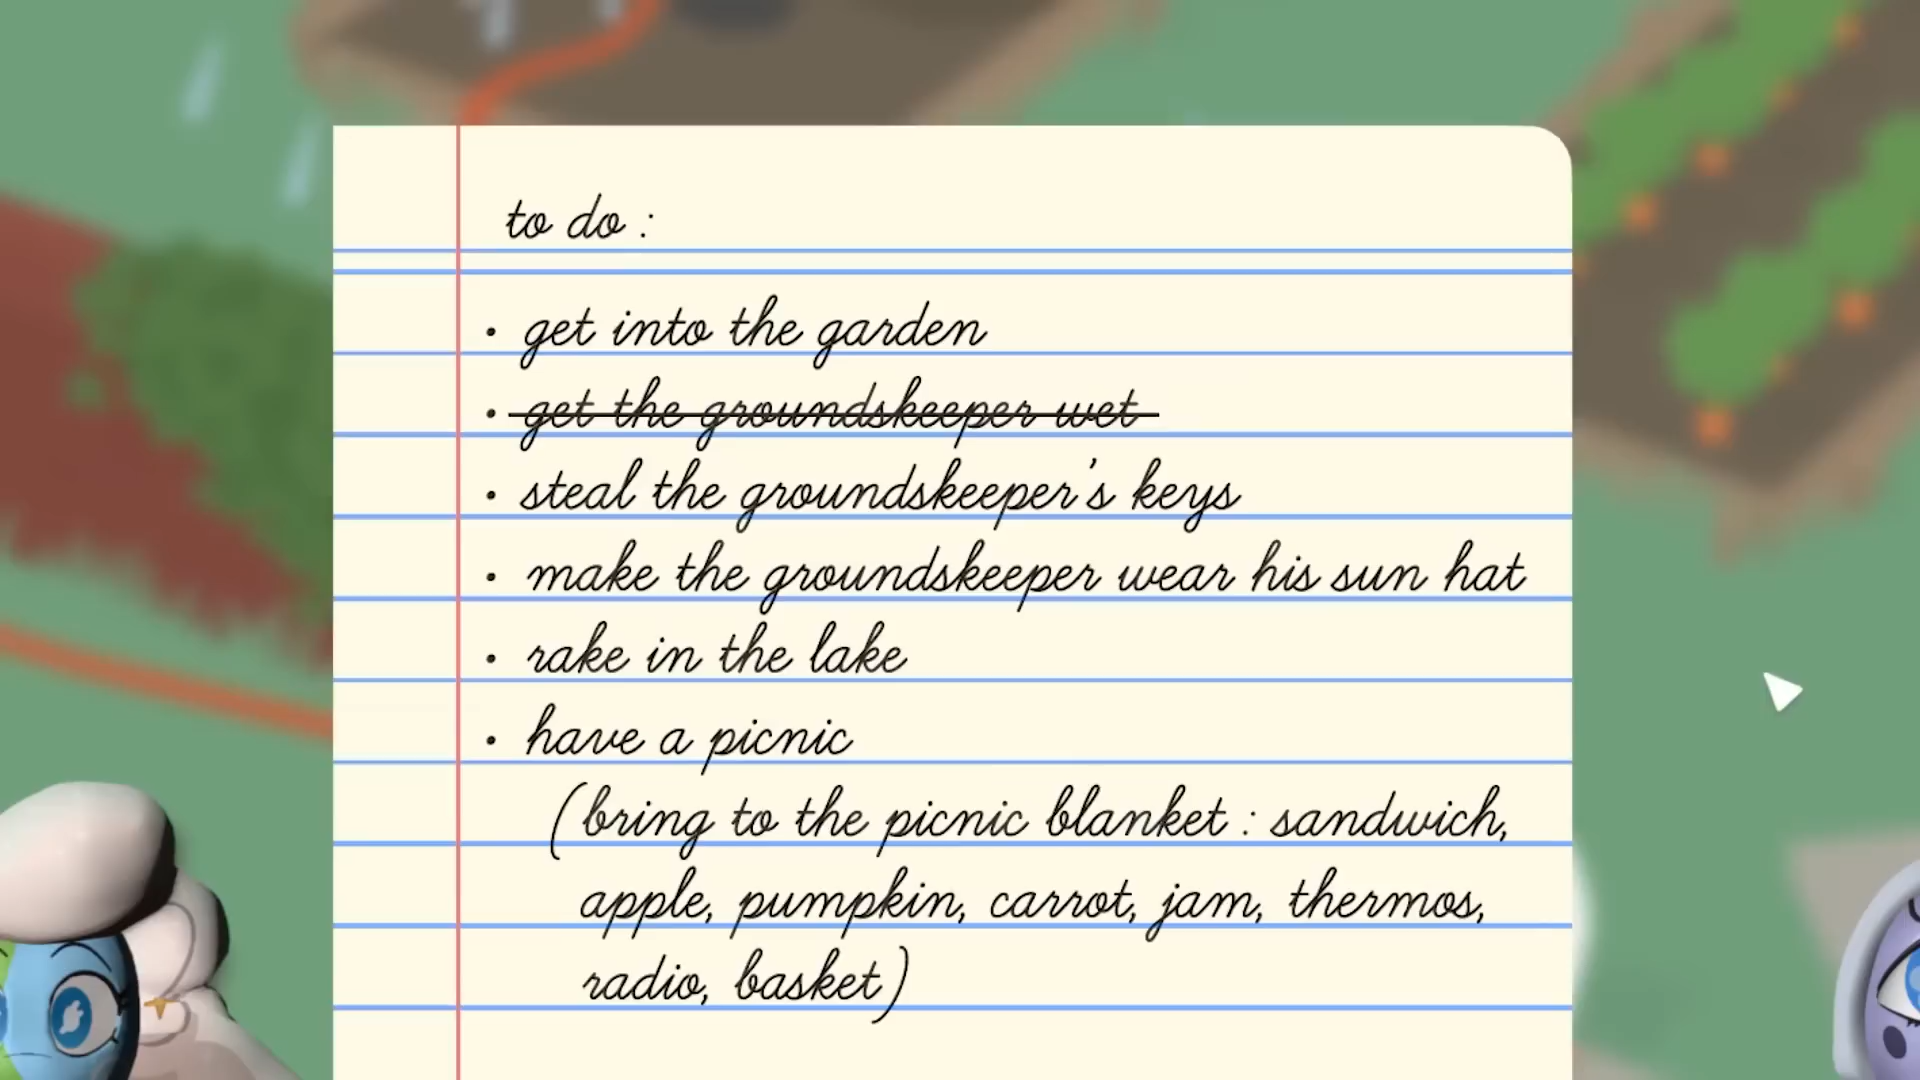 to do :
• get into the garden
• get the groundskeeper wet
• steal the groundskeeper's keys
• make the groundskeeper wear his sun hat
• rake in the lake
• have a picnic
(bring to the picnic blanket : sandwich,
apple, pumpkin, carrot, jam, thermos,
radio, basket)